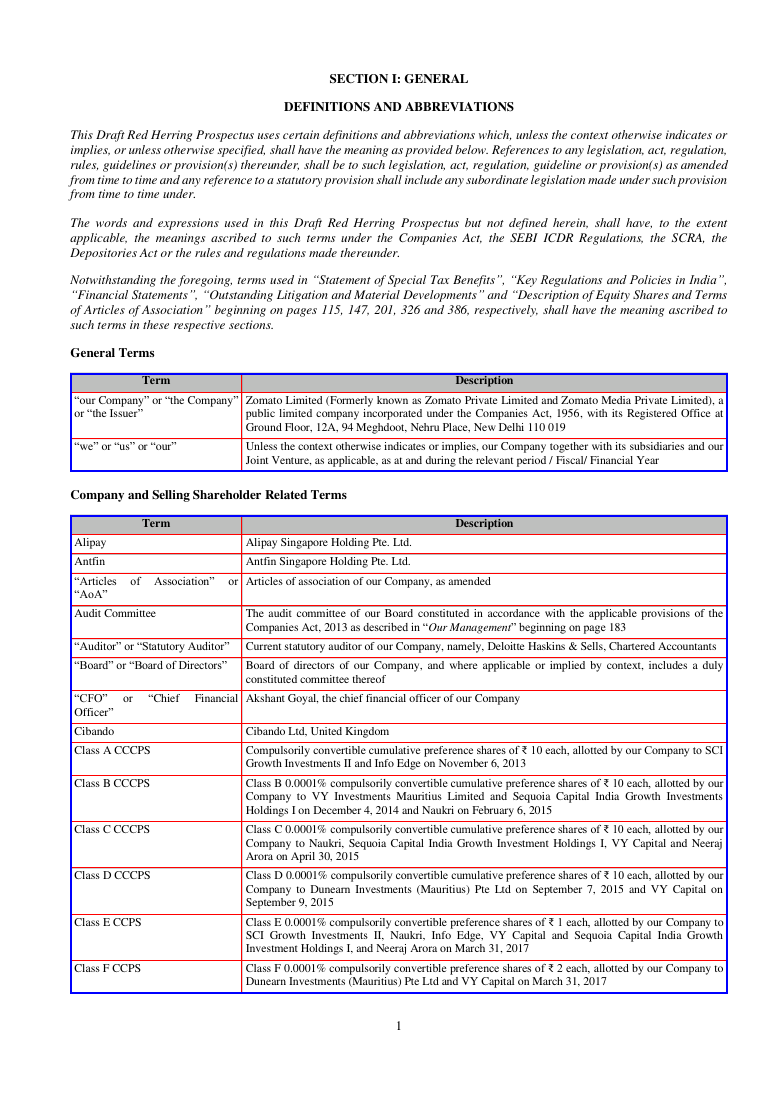 SECTION I: GENERAL
DEFINITIONS AND ABBREVIATIONS
This Draft Red Herring Prospectus uses certain definitions and abbreviations which, unless the context otherwise indicates or
implies, or unless otherwise specified, shall have the meaning as provided below. References to any legislation, act, regulation,
rules, guidelines or provision(s) thereunder, shall be to such legislation, act, regulation, guideline or provision(s) as amended
from time to time and any reference to a statutory provision shall include any subordinate legislation made under such provision
from time to time under.
The words and expressions used in this Draft Red Herring Prospectus but not defined herein, shall have, to the extent
applicable, the meanings ascribed to such terms under the Companies Act, the SEBI ICDR Regulations, the SCRA, the
Depositories Act or the rules and regulations made thereunder.
Notwithstanding the foregoing, terms used in “Statement of Special Tax Benefits”, “Key Regulations and Policies in India”,
“Financial Statements”, “Outstanding Litigation and Material Developments” and “Description of Equity Shares and Terms
of Articles of Association” beginning on pages 115, 147, 201, 326 and 386, respectively, shall have the meaning ascribed to
such terms in these respective sections.
General Terms
Term Description
“our Company” or “the Company” Zomato Limited (Formerly known as Zomato Private Limited and Zomato Media Private Limited), a
or “the Issuer” public limited company incorporated under the Companies Act, 1956, with its Registered Office at
Ground Floor, 12A, 94 Meghdoot, Nehru Place, New Delhi 110 019
“we” or “us” or “our” Unless the context otherwise indicates or implies, our Company together with its subsidiaries and our
Joint Venture, as applicable, as at and during the relevant period / Fiscal/ Financial Year
Company and Selling Shareholder Related Terms
Term Description
Alipay Alipay Singapore Holding Pte. Ltd.
Antfin Antfin Singapore Holding Pte. Ltd.
“Articles of Association” or Articles of association of our Company, as amended
“AoA”
Audit Committee The audit committee of our Board constituted in accordance with the applicable provisions of the
Companies Act, 2013 as described in “Our Management” beginning on page 183
“Auditor” or “Statutory Auditor” Current statutory auditor of our Company, namely, Deloitte Haskins & Sells, Chartered Accountants
“Board” or “Board of Directors” Board of directors of our Company, and where applicable or implied by context, includes a duly
constituted committee thereof
“CFO” or “Chief Financial Akshant Goyal, the chief financial officer of our Company
Officer”
Cibando Cibando Ltd, United Kingdom
Class A CCCPS Compulsorily convertible cumulative preference shares of ₹ 10 each, allotted by our Company to SCI
Growth Investments II and Info Edge on November 6, 2013
Class B CCCPS Class B 0.0001% compulsorily convertible cumulative preference shares of ₹ 10 each, allotted by our
Company to VY Investments Mauritius Limited and Sequoia Capital India Growth Investments
Holdings I on December 4, 2014 and Naukri on February 6, 2015
Class C CCCPS Class C 0.0001% compulsorily convertible cumulative preference shares of ₹ 10 each, allotted by our
Company to Naukri, Sequoia Capital India Growth Investment Holdings I, VY Capital and Neeraj
Arora on April 30, 2015
Class D CCCPS Class D 0.0001% compulsorily convertible cumulative preference shares of ₹ 10 each, allotted by our
Company to Dunearn Investments (Mauritius) Pte Ltd on September 7, 2015 and VY Capital on
September 9, 2015
Class E CCPS Class E 0.0001% compulsorily convertible preference shares of ₹ 1 each, allotted by our Company to
SCI Growth Investments II, Naukri, Info Edge, VY Capital and Sequoia Capital India Growth
Investment Holdings I, and Neeraj Arora on March 31, 2017
Class F CCPS Class F 0.0001% compulsorily convertible preference shares of ₹ 2 each, allotted by our Company to
Dunearn Investments (Mauritius) Pte Ltd and VY Capital on March 31, 2017
1